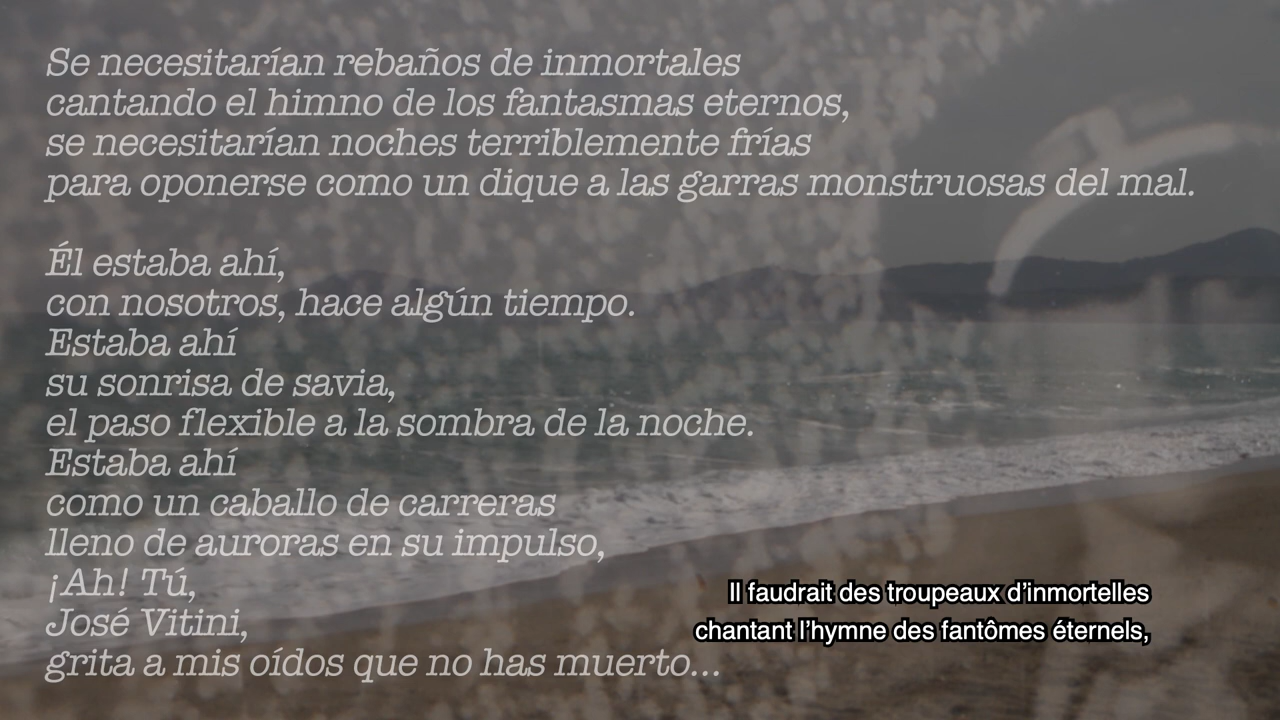 Se necesitarían rebaños de inmortales
cantando el himno de los fantasmas eternos,
se necesitarían noches terriblemente frías
para oponerse como un dique a las garras monstruosas del mal.
Él estaba ahí,
con nosotros, hace algún tiempo.
Estaba ahí
su sonrisa de savia,
el paso flexible a la sombra de la noche.
Estaba ahí
como un caballo de carreras
lleno de auroras en su impulso,
¡Ah! Tú,
José Vitini,
grita a mis oídos que no has muerto...
Il faudrait des troupeaux d’inmortelles
chantant l’hymne des fantômes éternels,